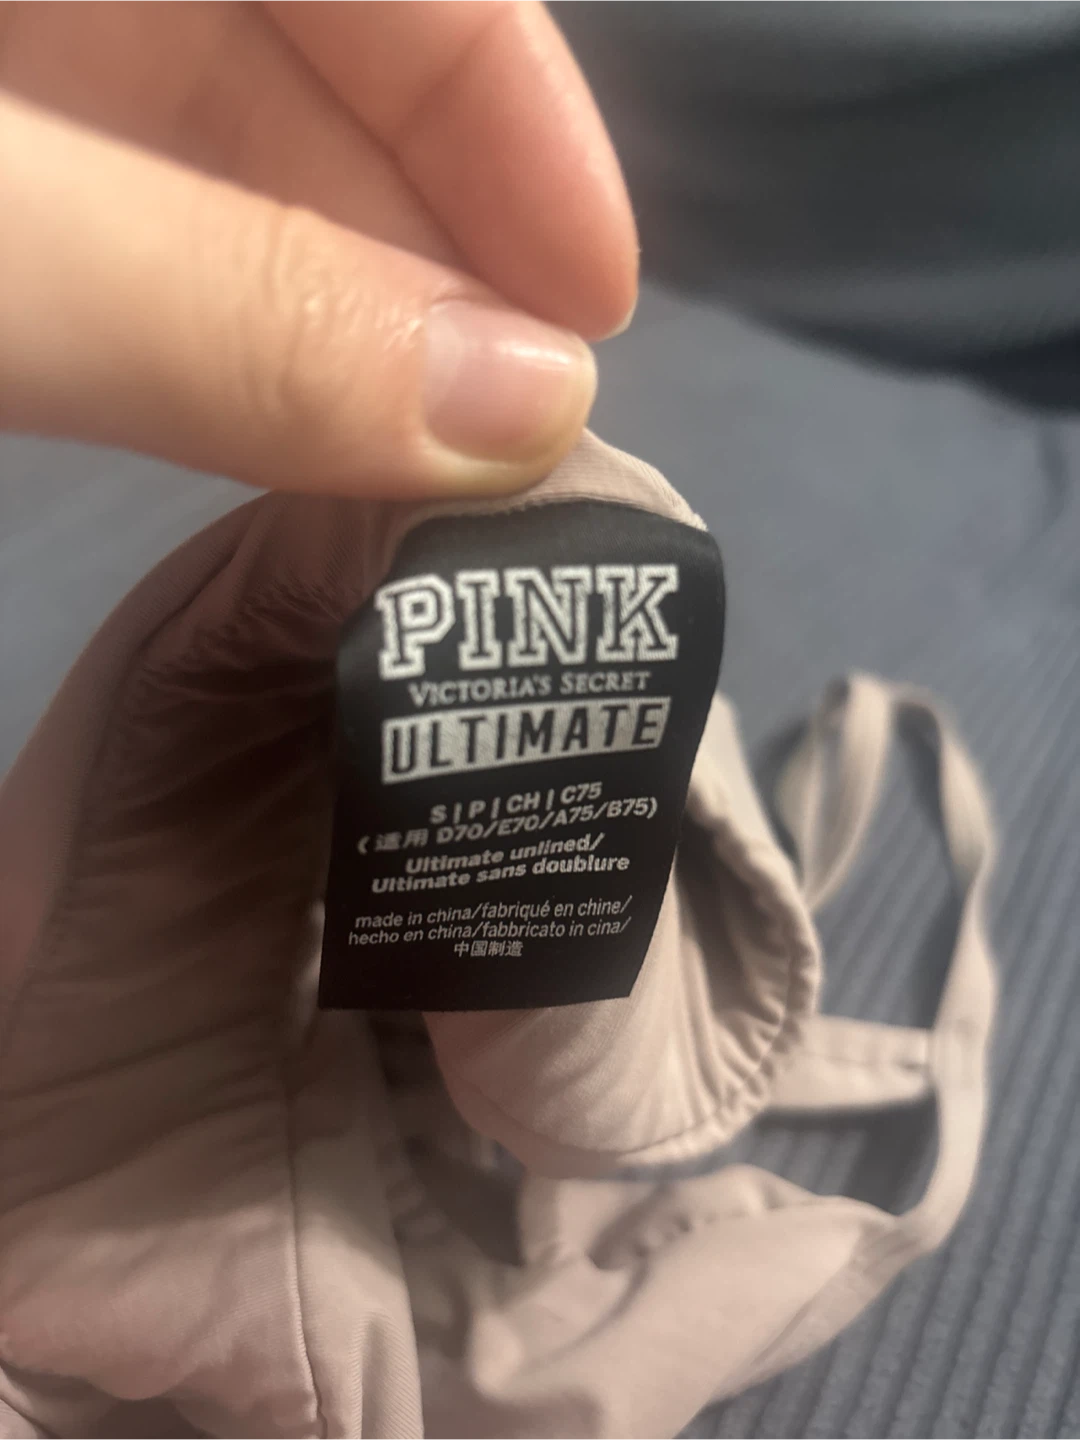 PINK
VICTORIA'S SECRET
ULTIMATE
S | P | CH | C75
(适用 D70/E70/A75/B75)
Ultimate unlined/
Ultimate sans doublure
made in china/fabriqué en chine/
hecho en china/fabbricato in cina/
中国制造